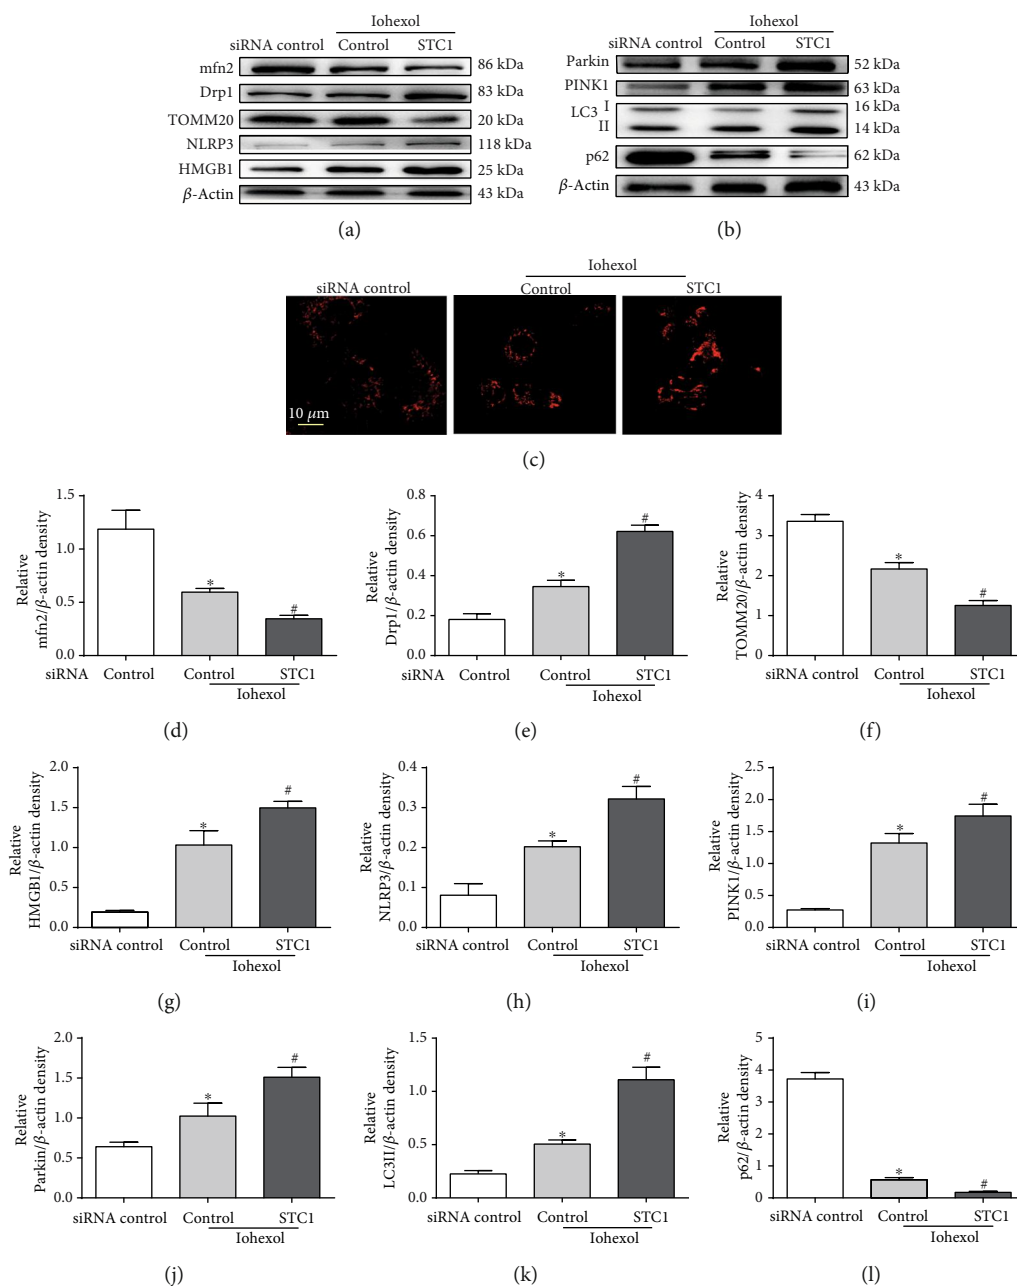 Iohexol
siRNA control Control STC1
mfn2 86 kDa
Drp1 83 kDa
TOMM20 20 kDa
NLRP3 118 kDa
HMGB1 25 kDa
β-Actin 43 kDa
(a)
Iohexol
siRNA control Control STC1
Parkin 52 kDa
PINK1 63 kDa
LC3 I 16 kDa
II 14 kDa
p62 62 kDa
β-Actin 43 kDa
(b)
Iohexol
siRNA control Control STC1
10 μm
(c)
Relative
mfn2/β-actin density
1.5
1.0
0.5
0.0
*
#
siRNA Control Control STC1
Iohexol
(d)
Relative
Drp1/β-actin density
0.8
0.6
0.4
0.2
0.0
*
#
siRNA Control Control STC1
Iohexol
(e)
Relative
TOMM20/β-actin density
4
3
2
1
0
*
#
siRNA control Control STC1
Iohexol
(f)
Relative
HMGB1/β-actin density
2.0
1.5
1.0
0.5
0.0
*
#
siRNA control Control STC1
Iohexol
(g)
Relative
NLRP3/β-actin density
0.4
0.3
0.2
0.1
0.0
*
#
siRNA control Control STC1
Iohexol
(h)
Relative
PINK1/β-actin density
2.5
2.0
1.5
1.0
0.5
0.0
*
#
siRNA control Control STC1
Iohexol
(i)
Relative
Parkin/β-actin density
2.0
1.5
1.0
0.5
0.0
*
#
siRNA control Control STC1
Iohexol
(j)
Relative
LC3II/β-actin density
1.5
1.0
0.5
0.0
*
#
siRNA control Control STC1
Iohexol
(k)
Relative
p62/β-actin density
5
4
3
2
1
0
*
#
siRNA control Control STC1
Iohexol
(l)